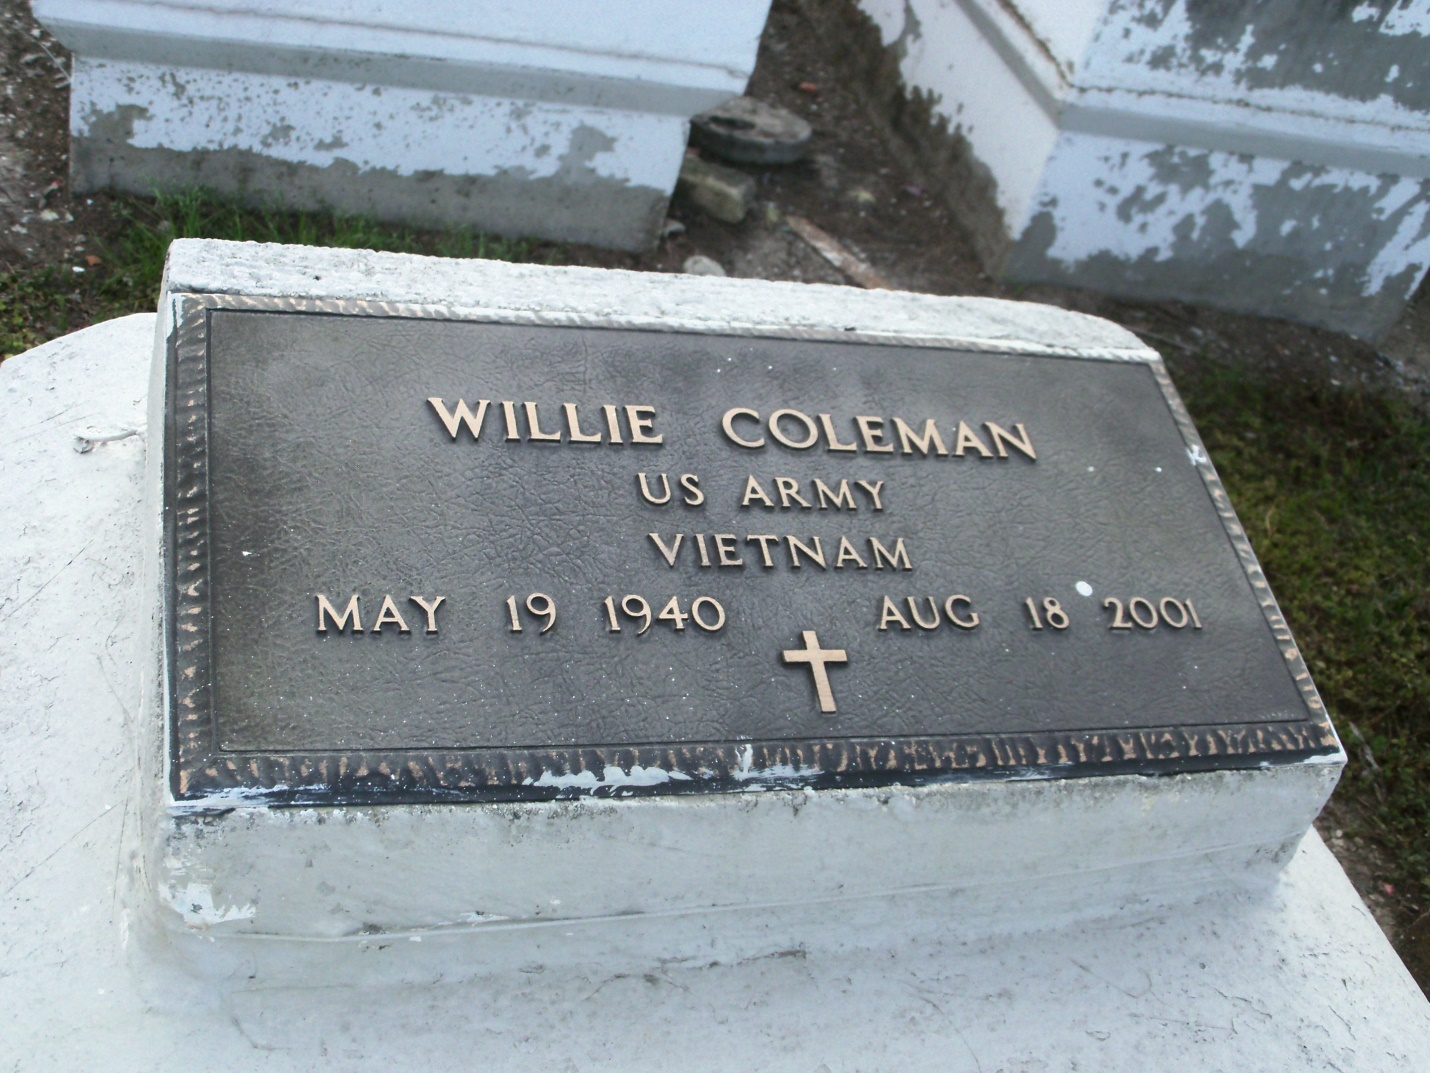 WILLIE COLEMAN
US ARMY
VIETNAM
MAY 19 1940 AUG 18 2001